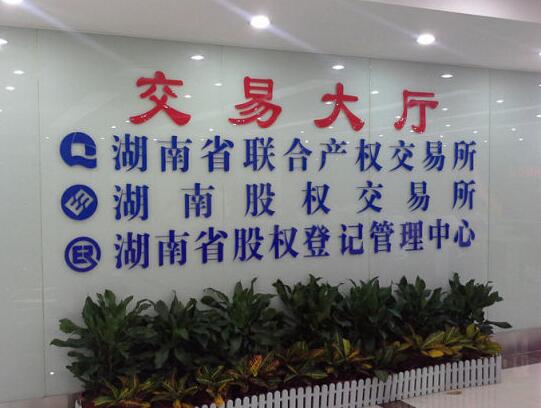 交易大厅
湖南省联合产权交易所
湖南股权交易所
湖南省股权登记管理中心